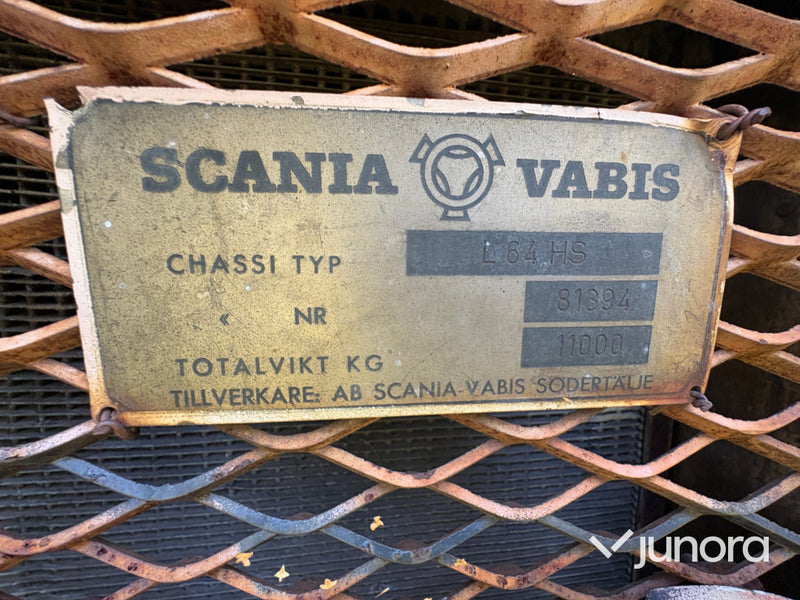 SCANIA VABIS
CHASSI TYP L 64 HS
« NR 81394
TOTALVIKT KG 11000
TILLVERKARE: AB SCANIA-VABIS SÖDERTÄLJE
junora